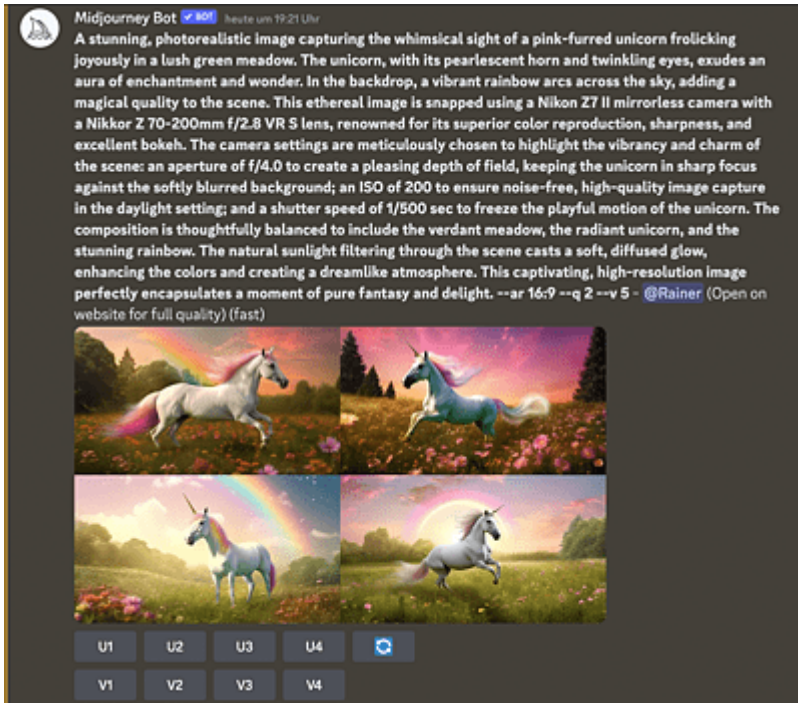 Midjourney Bot ✓ BOT heute um 19:21 Uhr
A stunning, photorealistic image capturing the whimsical sight of a pink-furred unicorn frolicking
joyously in a lush green meadow. The unicorn, with its pearlescent horn and twinkling eyes, exudes an
aura of enchantment and wonder. In the backdrop, a vibrant rainbow arcs across the sky, adding a
magical quality to the scene. This ethereal image is snapped using a Nikon Z7 II mirrorless camera with
a Nikkor Z 70-200mm f/2.8 VR S lens, renowned for its superior color reproduction, sharpness, and
excellent bokeh. The camera settings are meticulously chosen to highlight the vibrancy and charm of
the scene: an aperture of f/4.0 to create a pleasing depth of field, keeping the unicorn in sharp focus
against the softly blurred background; an ISO of 200 to ensure noise-free, high-quality image capture
in the daylight setting; and a shutter speed of 1/500 sec to freeze the playful motion of the unicorn. The
composition is thoughtfully balanced to include the verdant meadow, the radiant unicorn, and the
stunning rainbow. The natural sunlight filtering through the scene casts a soft, diffused glow,
enhancing the colors and creating a dreamlike atmosphere. This captivating, high-resolution image
perfectly encapsulates a moment of pure fantasy and delight. --ar 16:9 --q 2 --v 5 - @Rainer (Open on
website for full quality) (fast)
U1 U2 U3 U4
V1 V2 V3 V4